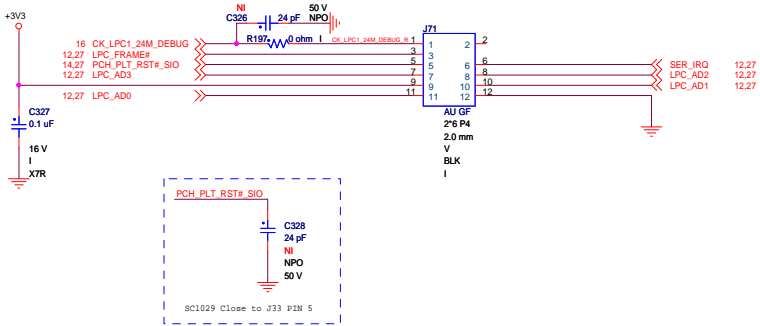 +3V3
NI
C326
24 pF
50 V
NPO
16 CK_LPC1_24M_DEBUG
R197
0 ohm
I
CK_LPC1_24M_DEBUG_R
12,27 LPC_FRAME#
14,27 PCH_PLT_RST#_SIO
12,27 LPC_AD3
12,27 LPC_AD0
J71
1 1 2 2
3 3
5 5 6 6
7 7 8 8
9 9 10 10
11 11 12 12
SER_IRQ 12,27
LPC_AD2 12,27
LPC_AD1 12,27
AU GF
2*6 P4
2.0 mm
V
BLK
I
C327
0.1 uF
16 V
I
X7R
PCH_PLT_RST#_SIO
C328
24 pF
NI
NPO
50 V
SC1029 Close to J33 PIN 5